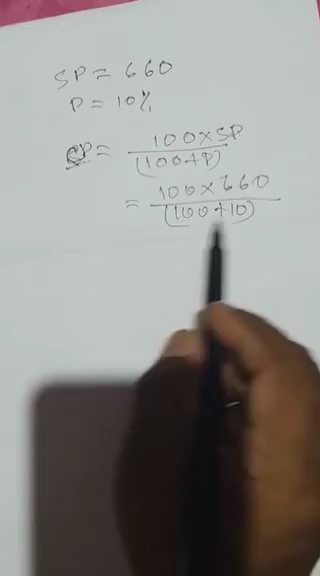 SP = 660
P = 10%
CP = 100×SP / (100+P)
= 100×660 / (100+10)